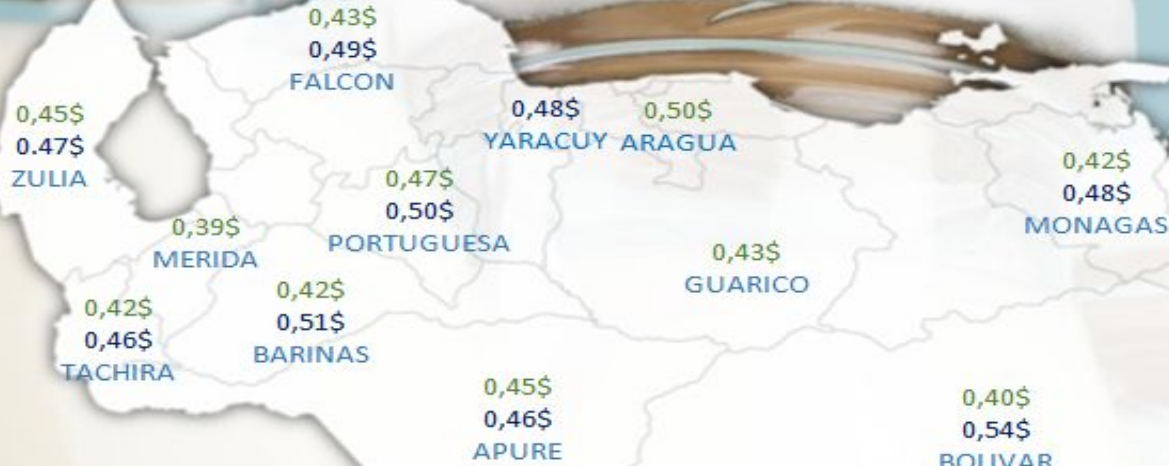 0,43$
0,49$
FALCON
0,45$
0.47$
ZULIA
0,48$
YARACUY
0,50$
ARAGUA
0,42$
0,48$
MONAGAS
0,47$
0,50$
PORTUGUESA
0,39$
MERIDA
0,43$
GUARICO
0,42$
0,46$
TACHIRA
0,42$
0,51$
BARINAS
0,45$
0,46$
APURE
0,40$
0,54$
BOLIVAR